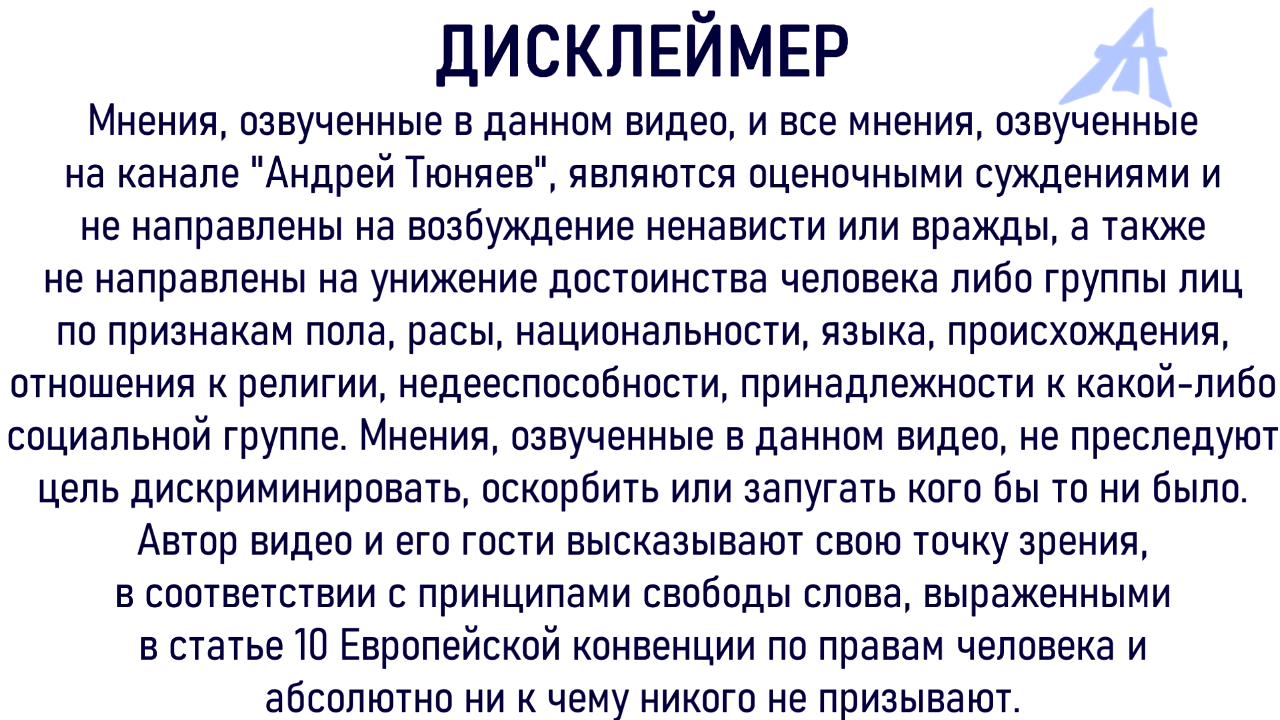 ДИСКЛЕЙМЕР
Мнения, озвученные в данном видео, и все мнения, озвученные
на канале "Андрей Тюняев", являются оценочными суждениями и
не направлены на возбуждение ненависти или вражды, а также
не направлены на унижение достоинства человека либо группы лиц
по признакам пола, расы, национальности, языка, происхождения,
отношения к религии, недееспособности, принадлежности к какой-либо
социальной группе. Мнения, озвученные в данном видео, не преследуют
цель дискриминировать, оскорбить или запугать кого бы то ни было.
Автор видео и его гости высказывают свою точку зрения,
в соответствии с принципами свободы слова, выраженными
в статье 10 Европейской конвенции по правам человека и
абсолютно ни к чему никого не призывают.